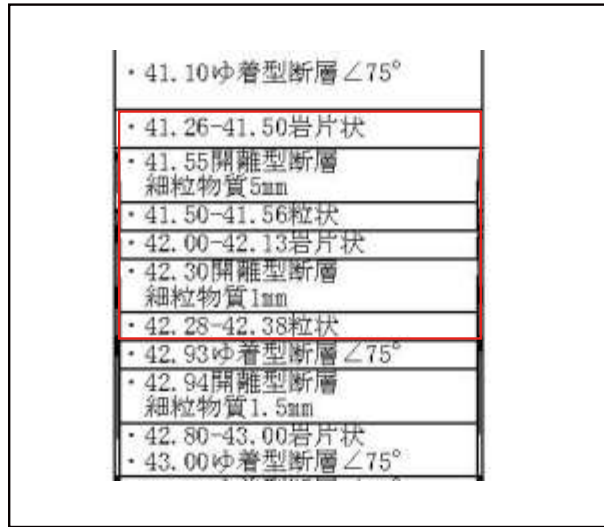 ・41.10ゆ着型断層∠75°
・41.26-41.50岩片状
・41.55開離型断層
細粒物質5mm
・41.50-41.56粒状
・42.00-42.13岩片状
・42.30開離型断層
細粒物質1mm
・42.28-42.38粒状
・42.93ゆ着型断層∠75°
・42.94開離型断層
細粒物質1.5mm
・42.80-43.00岩片状
・43.00ゆ着型断層∠75°